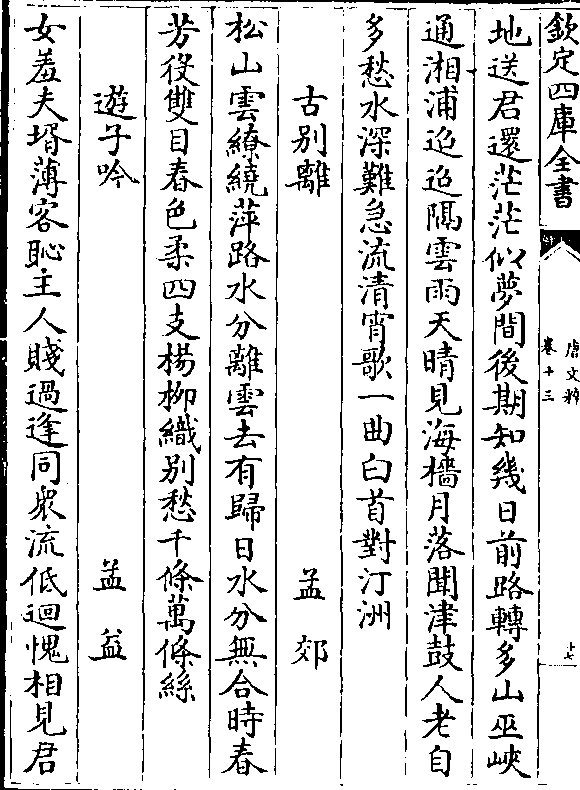 欽定四庫全書
唐文粹
卷十三
十七
地送君還茫茫似夢間後期知幾日前路轉多山巫峽
通湘浦迢迢隔雲雨天晴見海檣月落聞津鼓人老自
多愁水深難急流清宵歌一曲白首對汀洲
古別離 孟郊
松山雲繚繞萍路水分離雲去有歸日水分無合時春
芳役雙目春色柔四支楊柳織别愁千條萬條絲
遊子吟 孟益
女羞夫壻薄客恥主人賤遇逢同衆流低迴愧相見君